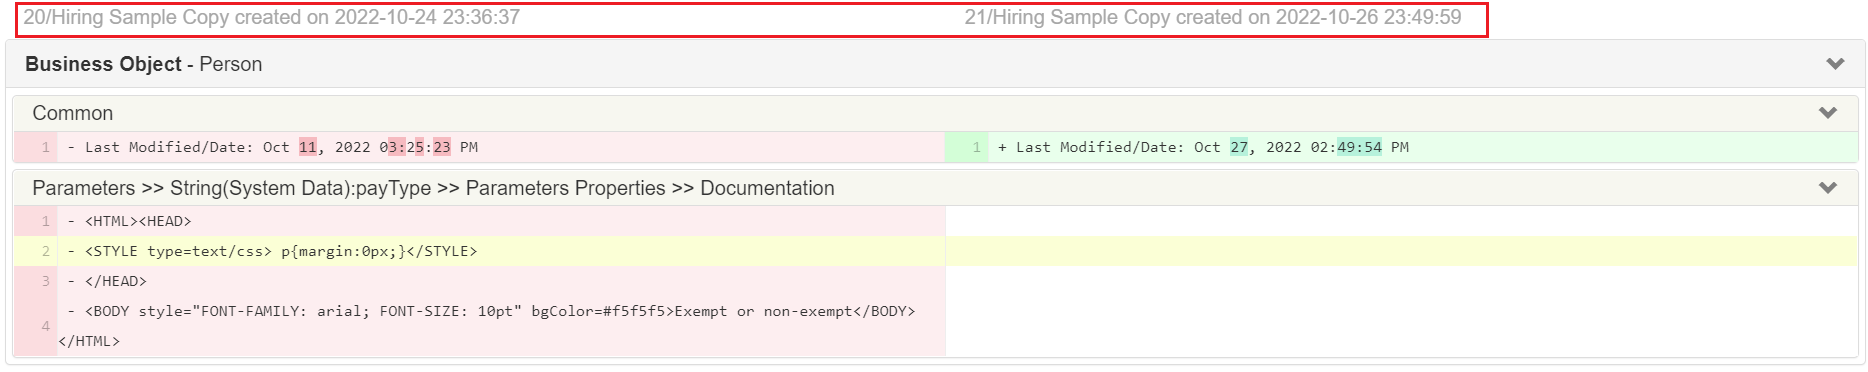 20/Hiring Sample Copy created on 2022-10-24 23:36:37
21/Hiring Sample Copy created on 2022-10-26 23:49:59
Business Object - Person
Common
1 - Last Modified/Date: Oct 11, 2022 03:25:23 PM
1 + Last Modified/Date: Oct 27, 2022 02:49:54 PM
Parameters >> String(System Data):payType >> Parameters Properties >> Documentation
1 - <HTML><HEAD>
2 - <STYLE type=text/css> p{margin:0px;}</STYLE>
3 - </HEAD>
4 - <BODY style="FONT-FAMILY: arial; FONT-SIZE: 10pt" bgColor=#f5f5f5>Exempt or non-exempt</BODY>
</HTML>